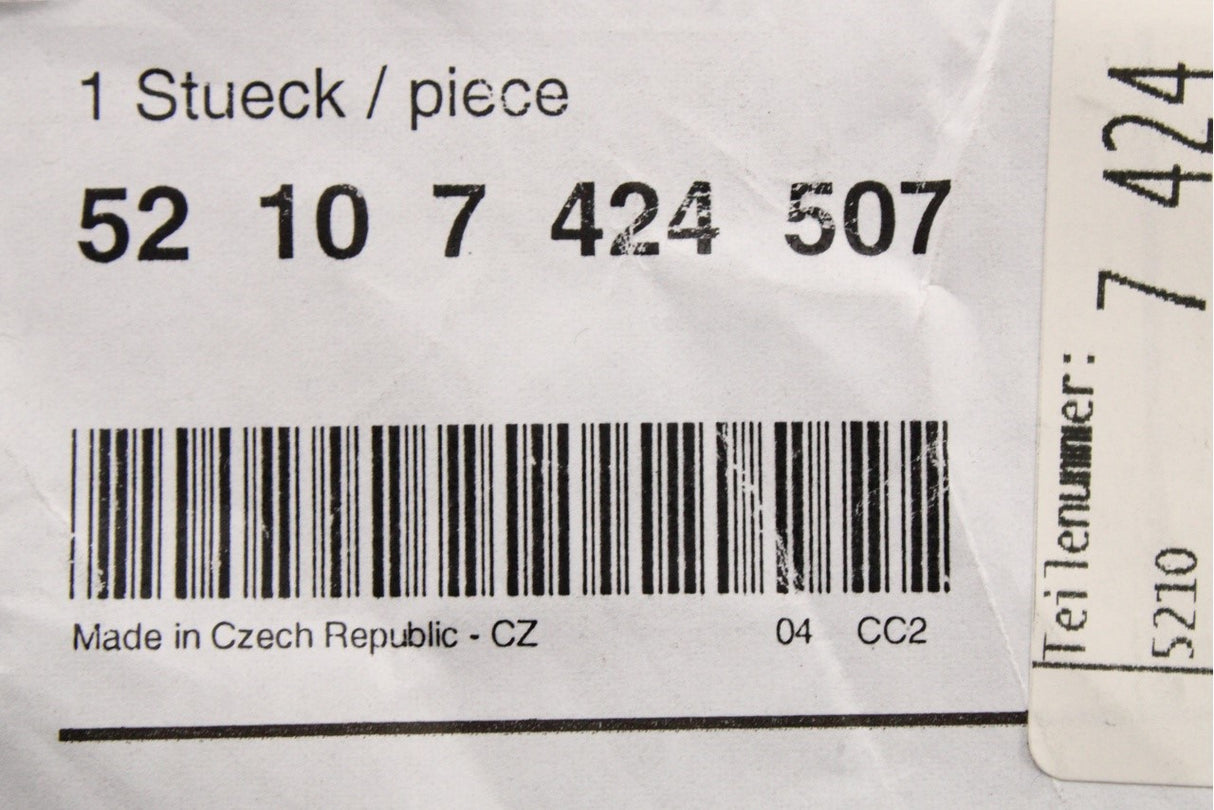 1 Stueck / piece
52 10 7 424 507
Made in Czech Republic - CZ 04 CC2
Teilenummer: 7 424
5210